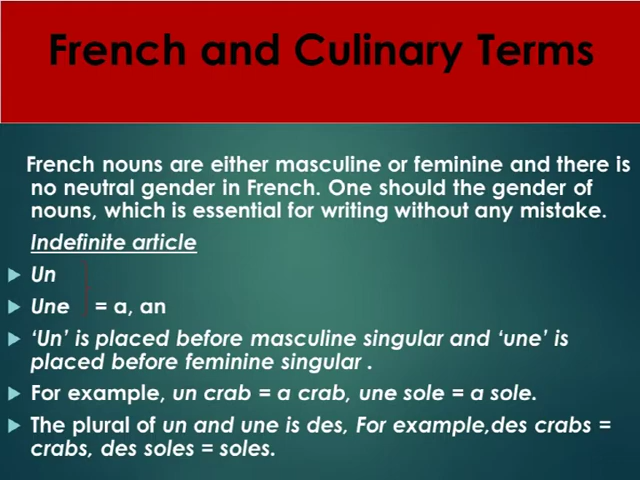 French and Culinary Terms
French nouns are either masculine or feminine and there is
no neutral gender in French. One should the gender of
nouns, which is essential for writing without any mistake.
Indefinite article
Un
Une = a, an
‘Un’ is placed before masculine singular and ‘une’ is
placed before feminine singular .
For example, un crab = a crab, une sole = a sole.
The plural of un and une is des, For example,des crabs =
crabs, des soles = soles.